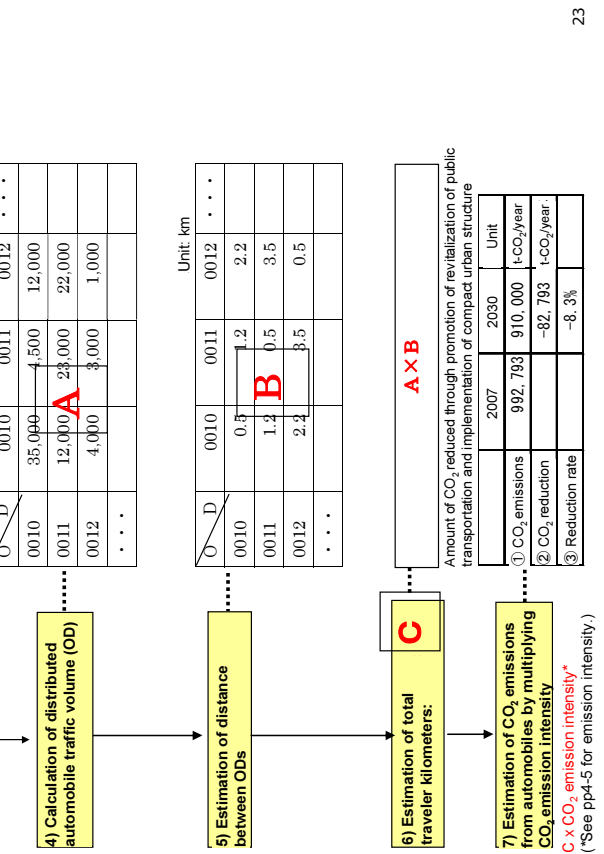 4) Calculation of distributed
automobile traffic volume (OD)
O D 0010 0011 0012 ・・・
0010 35,000 4,500 12,000
0011 12,000 23,000 22,000
0012 4,000 3,000 1,000
・・・
A
5) Estimation of distance
between ODs
Unit: km
O D 0010 0011 0012 ・・・
0010 0.5 1.2 2.2
0011 1.2 0.5 3.5
0012 2.2 3.5 0.5
・・・
B
6) Estimation of total
traveler kilometers:
C
A×B
7) Estimation of CO2 emissions
from automobiles by multiplying
CO2 emission intensity
Amount of CO2 reduced through promotion of revitalization of public
transportation and implementation of compact urban structure
2007 2030 Unit
① CO2 emissions 992, 793 910, 000 t-CO2/year
② CO2 reduction −82, 793 t-CO2/year
③ Reduction rate −8. 3%
C x CO2 emission intensity*
(*See pp4-5 for emission intensity.)
23